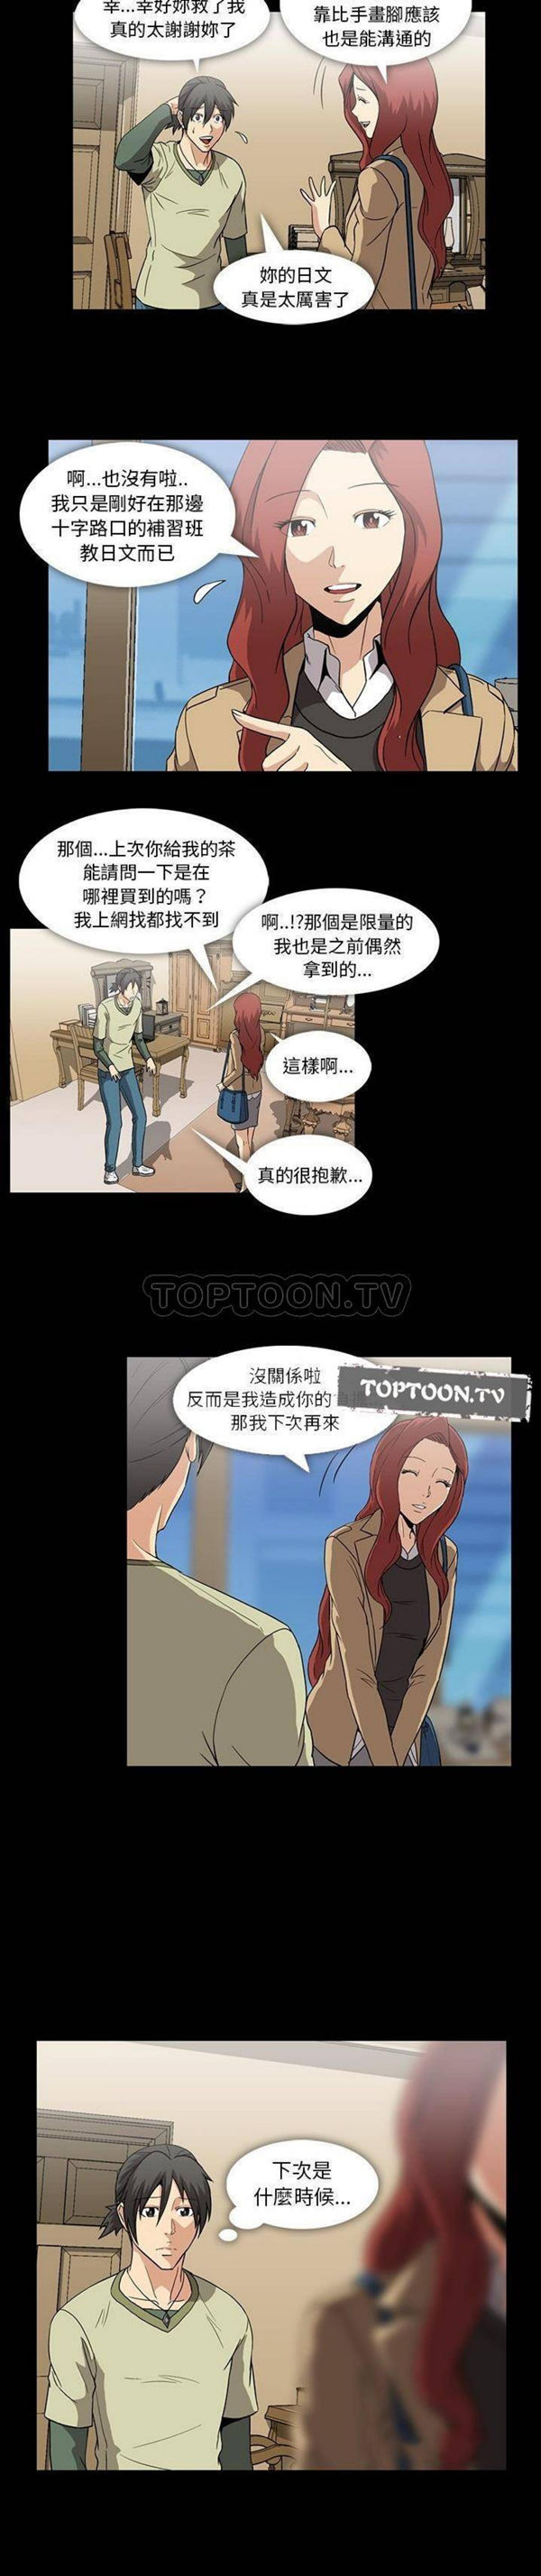 幸...幸好妳救了我
真的太謝謝妳了
靠比手畫腳應該
也是能溝通的
妳的日文
真是太厲害了
啊...也沒有啦..
我只是剛好在那邊
十字路口的補習班
教日文而已
那個...上次你給我的茶
能請問一下是在
哪裡買到的嗎？
我上網找都找不到
啊..!?那個是限量的
我也是之前偶然
拿到的...
這樣啊...
真的很抱歉...
TOPTOON.TV
沒關係啦
反而是我造成你的
那我下次再來
TOPTOON.TV
下次是
什麼時候...